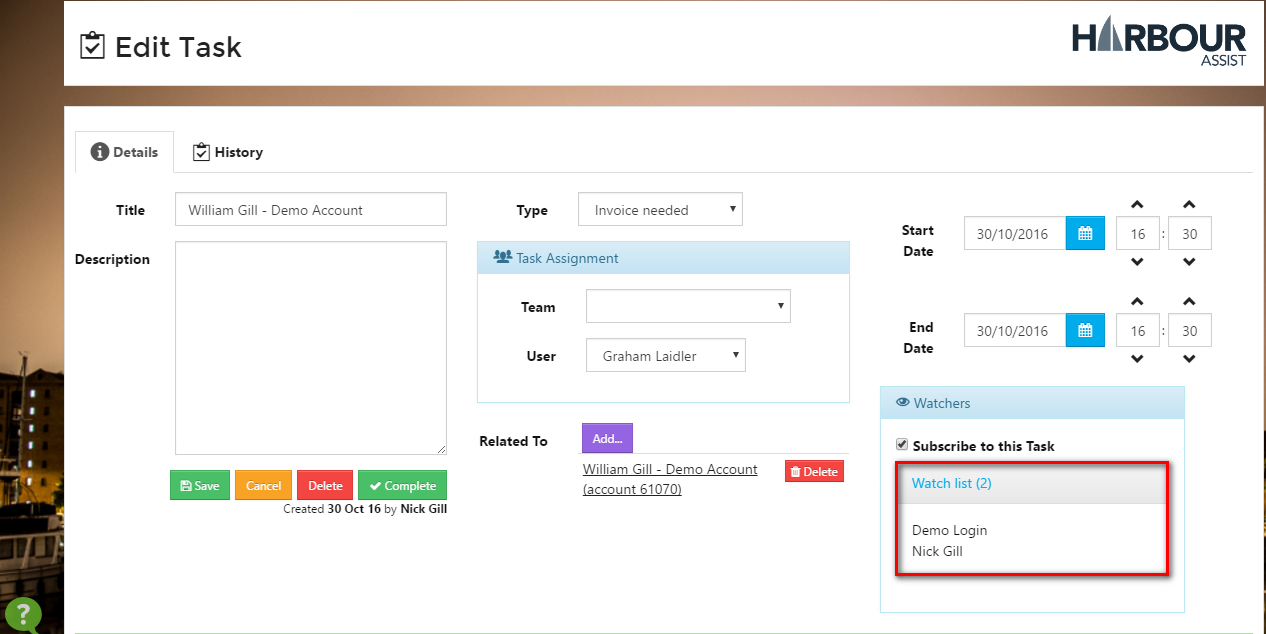 Edit Task
HARBOUR
ASSIST
Details
History
Title
William Gill - Demo Account
Description
Save
Cancel
Delete
Complete
Created 30 Oct 16 by Nick Gill
Type
Invoice needed
Task Assignment
Team
User
Graham Laidler
Related To
Add...
William Gill - Demo Account
(account 61070)
Delete
Start
Date
30/10/2016
16 : 30
End
Date
30/10/2016
16 : 30
Watchers
Subscribe to this Task
Watch list (2)
Demo Login
Nick Gill
?